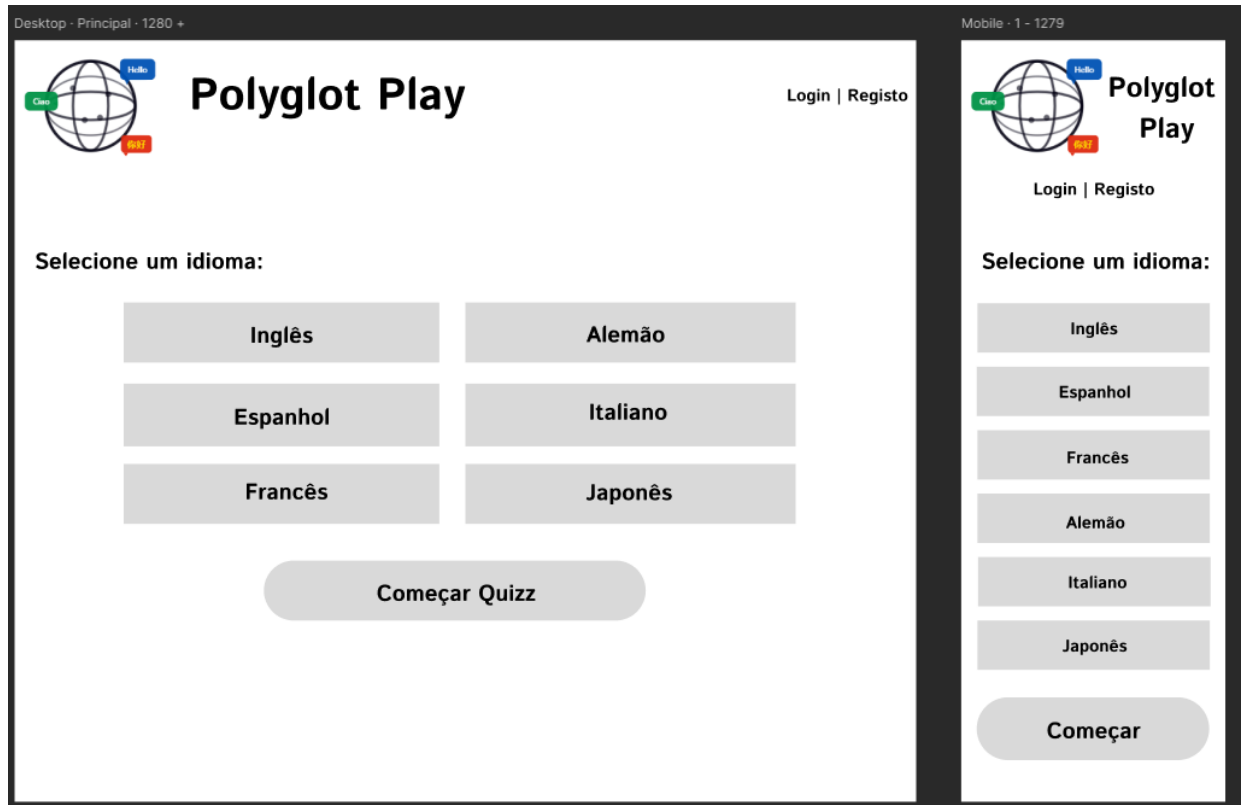 Desktop · Principal · 1280 +
Hello
Ciao
你好
Polyglot Play
Login | Registo
Selecione um idioma:
Inglês
Alemão
Espanhol
Italiano
Francês
Japonês
Começar Quizz
Mobile · 1 - 1279
Hello
Ciao
你好
Polyglot
Play
Login | Registo
Selecione um idioma:
Inglês
Espanhol
Francês
Alemão
Italiano
Japonês
Começar